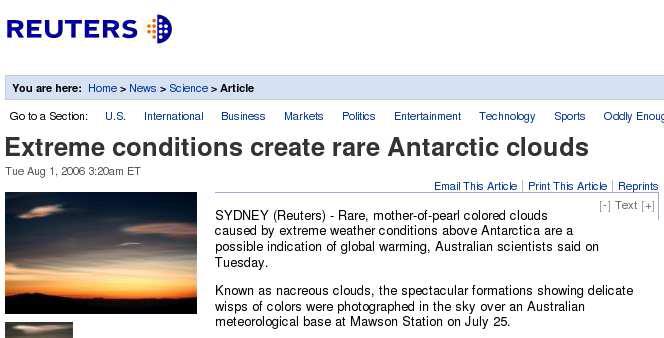 REUTERS
You are here: Home > News > Science > Article
Go to a Section: U.S. International Business Markets Politics Entertainment Technology Sports Oddly Enoug
Extreme conditions create rare Antarctic clouds
Tue Aug 1, 2006 3:20am ET
Email This Article | Print This Article | Reprints
[-] Text [+]
SYDNEY (Reuters) - Rare, mother-of-pearl colored clouds
caused by extreme weather conditions above Antarctica are a
possible indication of global warming, Australian scientists said on
Tuesday.
Known as nacreous clouds, the spectacular formations showing delicate
wisps of colors were photographed in the sky over an Australian
meteorological base at Mawson Station on July 25.